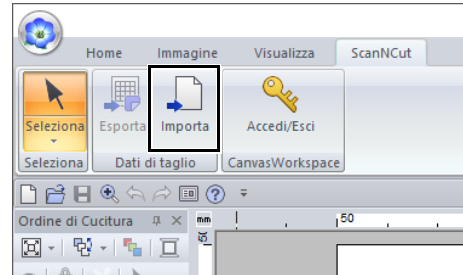 Home Immagine Visualizza ScanNCut
Seleziona Esporta Importa Accedi/Esci
Seleziona Dati di taglio CanvasWorkspace
Ordine di Cucitura mm 50